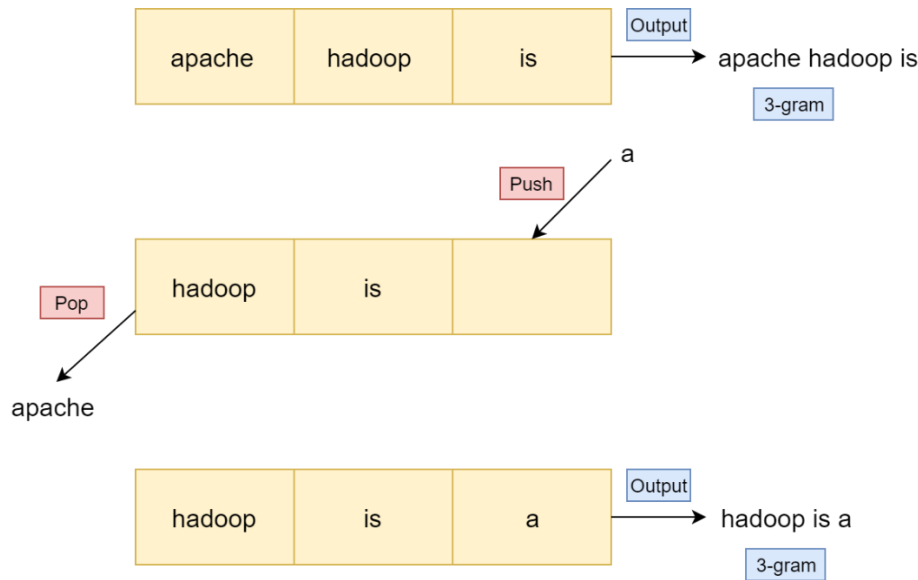 Output
apache hadoop is apache hadoop is
3-gram
a
Push
hadoop is
Pop
apache
Output
hadoop is a hadoop is a
3-gram